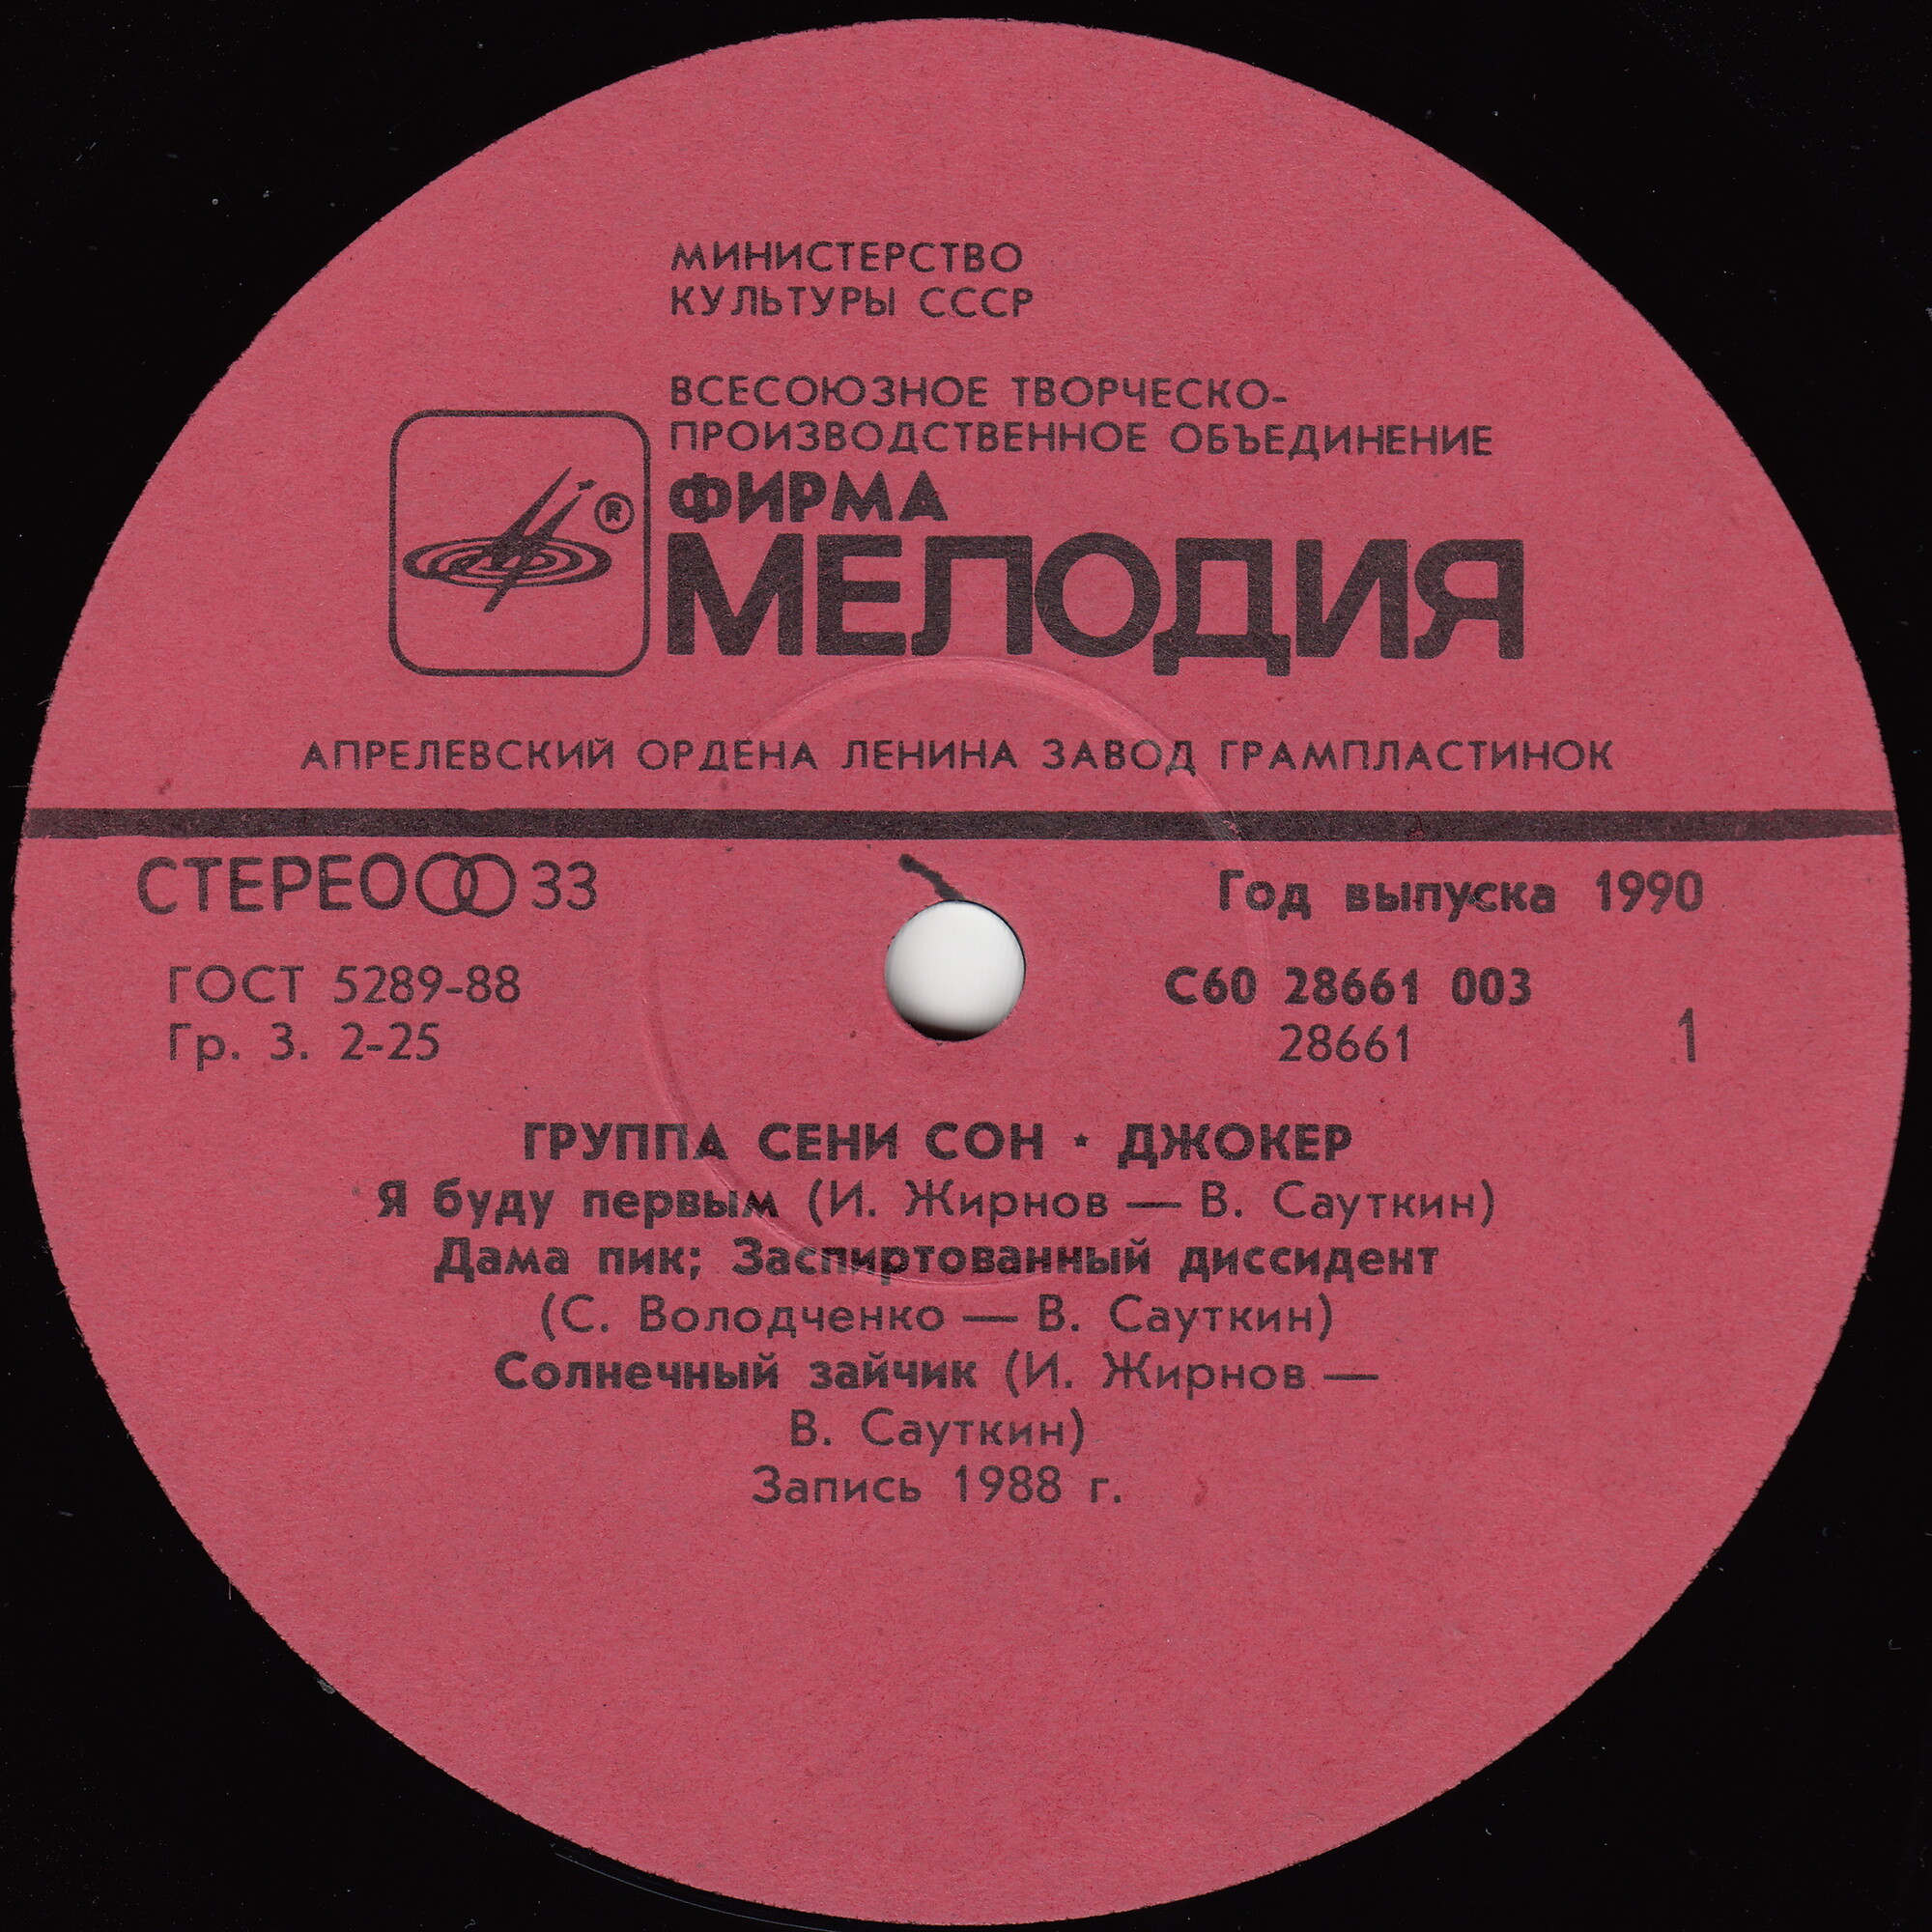 МИНИСТЕРСТВО
КУЛЬТУРЫ СССР
ВСЕСОЮЗНОЕ ТВОРЧЕСКО-
ПРОИЗВОДСТВЕННОЕ ОБЪЕДИНЕНИЕ
ФИРМА
®
МЕЛОДИЯ
АПРЕЛЕВСКИЙ ОРДЕНА ЛЕНИНА ЗАВОД ГРАМПЛАСТИНОК
СТЕРЕО 33
Год выпуска 1990
ГОСТ 5289-88
С60 28661 003
Гр. 3. 2-25
28661
1
ГРУППА СЕНИ СОН ⋆ ДЖОКЕР
Я буду первым (И. Жирнов — В. Сауткин)
Дама пик; Заспиртованный диссидент
(С. Володченко — В. Сауткин)
Солнечный зайчик (И. Жирнов —
В. Сауткин)
Запись 1988 г.